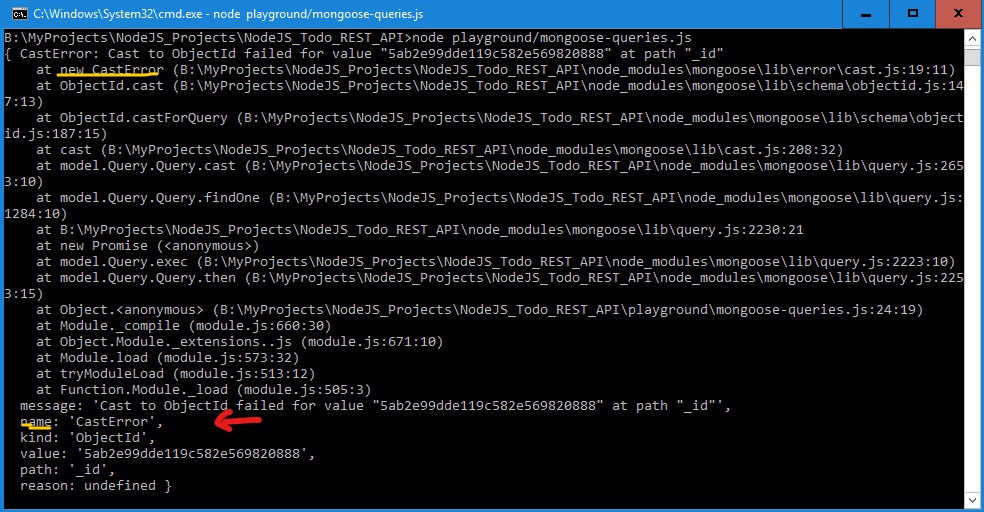 C:\Windows\System32\cmd.exe - node playground/mongoose-queries.js
B:\MyProjects\NodeJS_Projects\NodeJS_Todo_REST_API>node playground/mongoose-queries.js
{ CastError: Cast to ObjectId failed for value "5ab2e99dde119c582e569820888" at path "_id"
    at new CastError (B:\MyProjects\NodeJS_Projects\NodeJS_Todo_REST_API\node_modules\mongoose\lib\error\cast.js:19:11)
    at ObjectId.cast (B:\MyProjects\NodeJS_Projects\NodeJS_Todo_REST_API\node_modules\mongoose\lib\schema\objectid.js:14
7:13)
    at ObjectId.castForQuery (B:\MyProjects\NodeJS_Projects\NodeJS_Todo_REST_API\node_modules\mongoose\lib\schema\object
id.js:187:15)
    at cast (B:\MyProjects\NodeJS_Projects\NodeJS_Todo_REST_API\node_modules\mongoose\lib\cast.js:208:32)
    at model.Query.Query.cast (B:\MyProjects\NodeJS_Projects\NodeJS_Todo_REST_API\node_modules\mongoose\lib\query.js:265
3:10)
    at model.Query.Query.findOne (B:\MyProjects\NodeJS_Projects\NodeJS_Todo_REST_API\node_modules\mongoose\lib\query.js:
1284:10)
    at B:\MyProjects\NodeJS_Projects\NodeJS_Todo_REST_API\node_modules\mongoose\lib\query.js:2230:21
    at new Promise (<anonymous>)
    at model.Query.exec (B:\MyProjects\NodeJS_Projects\NodeJS_Todo_REST_API\node_modules\mongoose\lib\query.js:2223:10)
    at model.Query.Query.then (B:\MyProjects\NodeJS_Projects\NodeJS_Todo_REST_API\node_modules\mongoose\lib\query.js:225
3:15)
    at Object.<anonymous> (B:\MyProjects\NodeJS_Projects\NodeJS_Todo_REST_API\playground\mongoose-queries.js:24:19)
    at Module._compile (module.js:660:30)
    at Object.Module._extensions..js (module.js:671:10)
    at Module.load (module.js:573:32)
    at tryModuleLoad (module.js:513:12)
    at Function.Module._load (module.js:505:3)
  message: 'Cast to ObjectId failed for value "5ab2e99dde119c582e569820888" at path "_id"',
  name: 'CastError',
  kind: 'ObjectId',
  value: '5ab2e99dde119c582e569820888',
  path: '_id',
  reason: undefined }